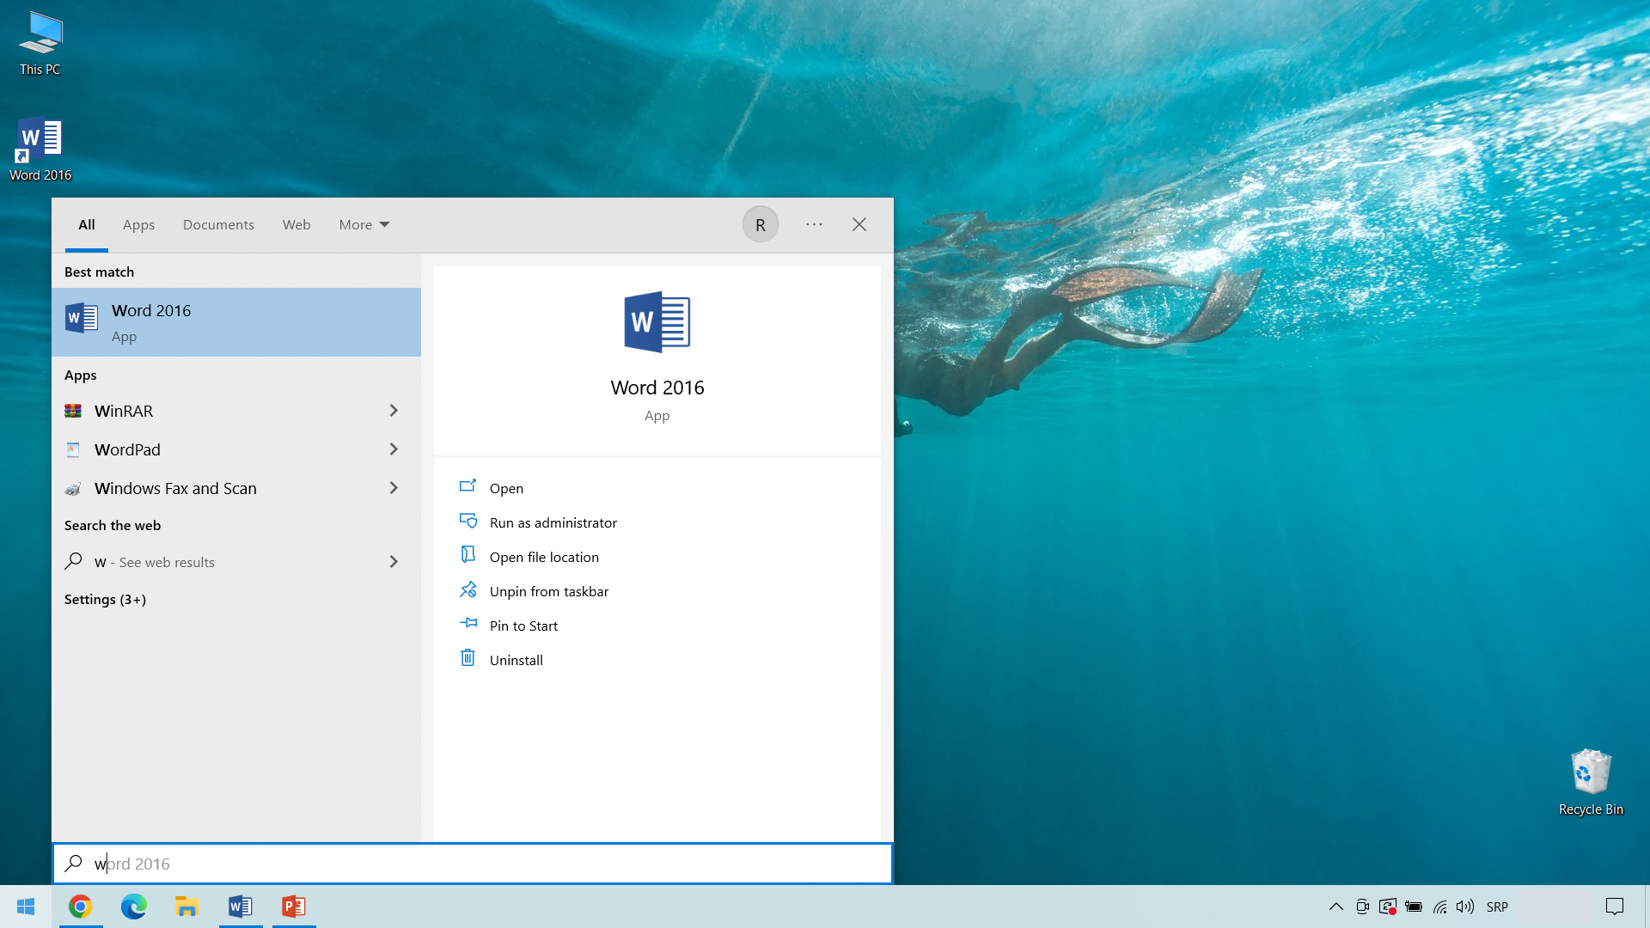 This PC
Word 2016
All Apps Documents Web More R
Best match
Word 2016
App
Apps
WinRAR
WordPad
Windows Fax and Scan
Search the web
w - See web results
Settings (3+)
Word 2016
App
Open
Run as administrator
Open file location
Unpin from taskbar
Pin to Start
Uninstall
Recycle Bin
word 2016
SRP